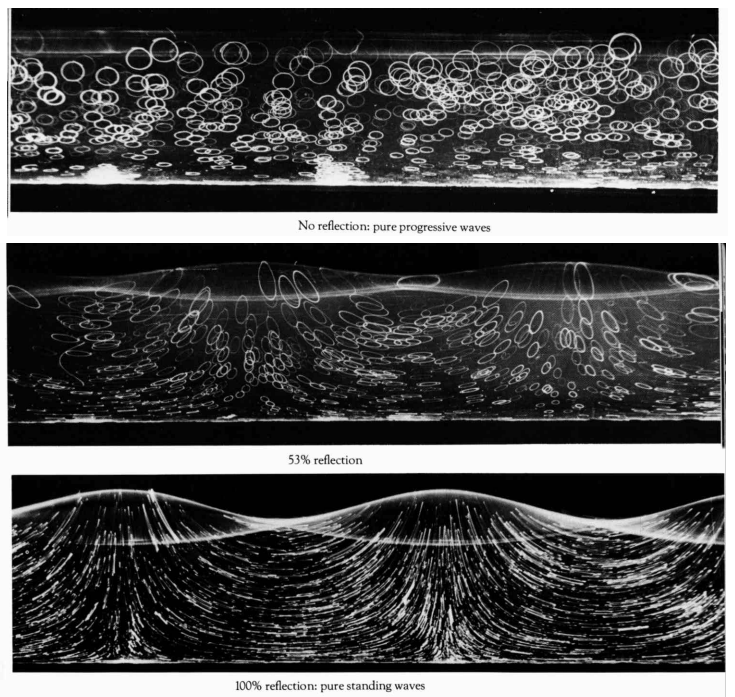 No reflection: pure progressive waves
53% reflection
100% reflection: pure standing waves